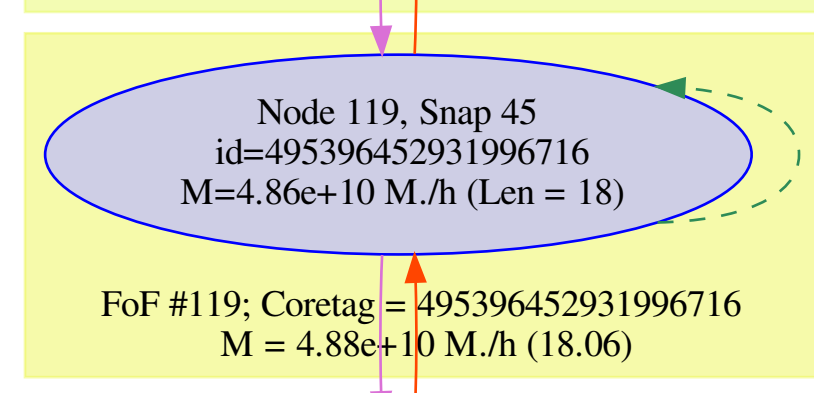 Node 119, Snap 45
id=495396452931996716
M=4.86e+10 M./h (Len = 18)
FoF #119; Coretag = 495396452931996716
M = 4.88e+10 M./h (18.06)